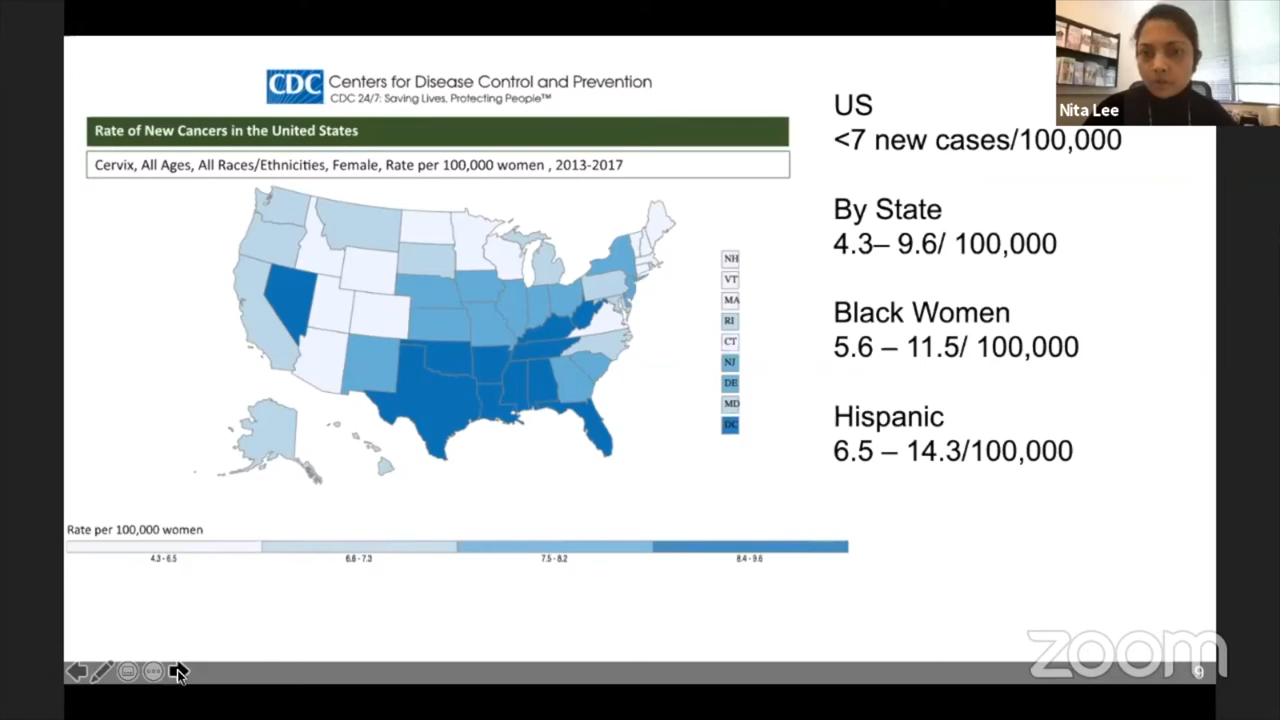 CDC Centers for Disease Control and Prevention
CDC 24/7: Saving Lives, Protecting People™
Rate of New Cancers in the United States
Cervix, All Ages, All Races/Ethnicities, Female, Rate per 100,000 women , 2013-2017
NH
VT
MA
RI
CT
NJ
DE
MD
DC
Rate per 100,000 women
4.3 - 6.5
6.6 - 7.3
7.5 - 8.2
8.4 - 9.6
US
<7 new cases/100,000
By State
4.3– 9.6/ 100,000
Black Women
5.6 – 11.5/ 100,000
Hispanic
6.5 – 14.3/100,000
Nita Lee
zoom
9